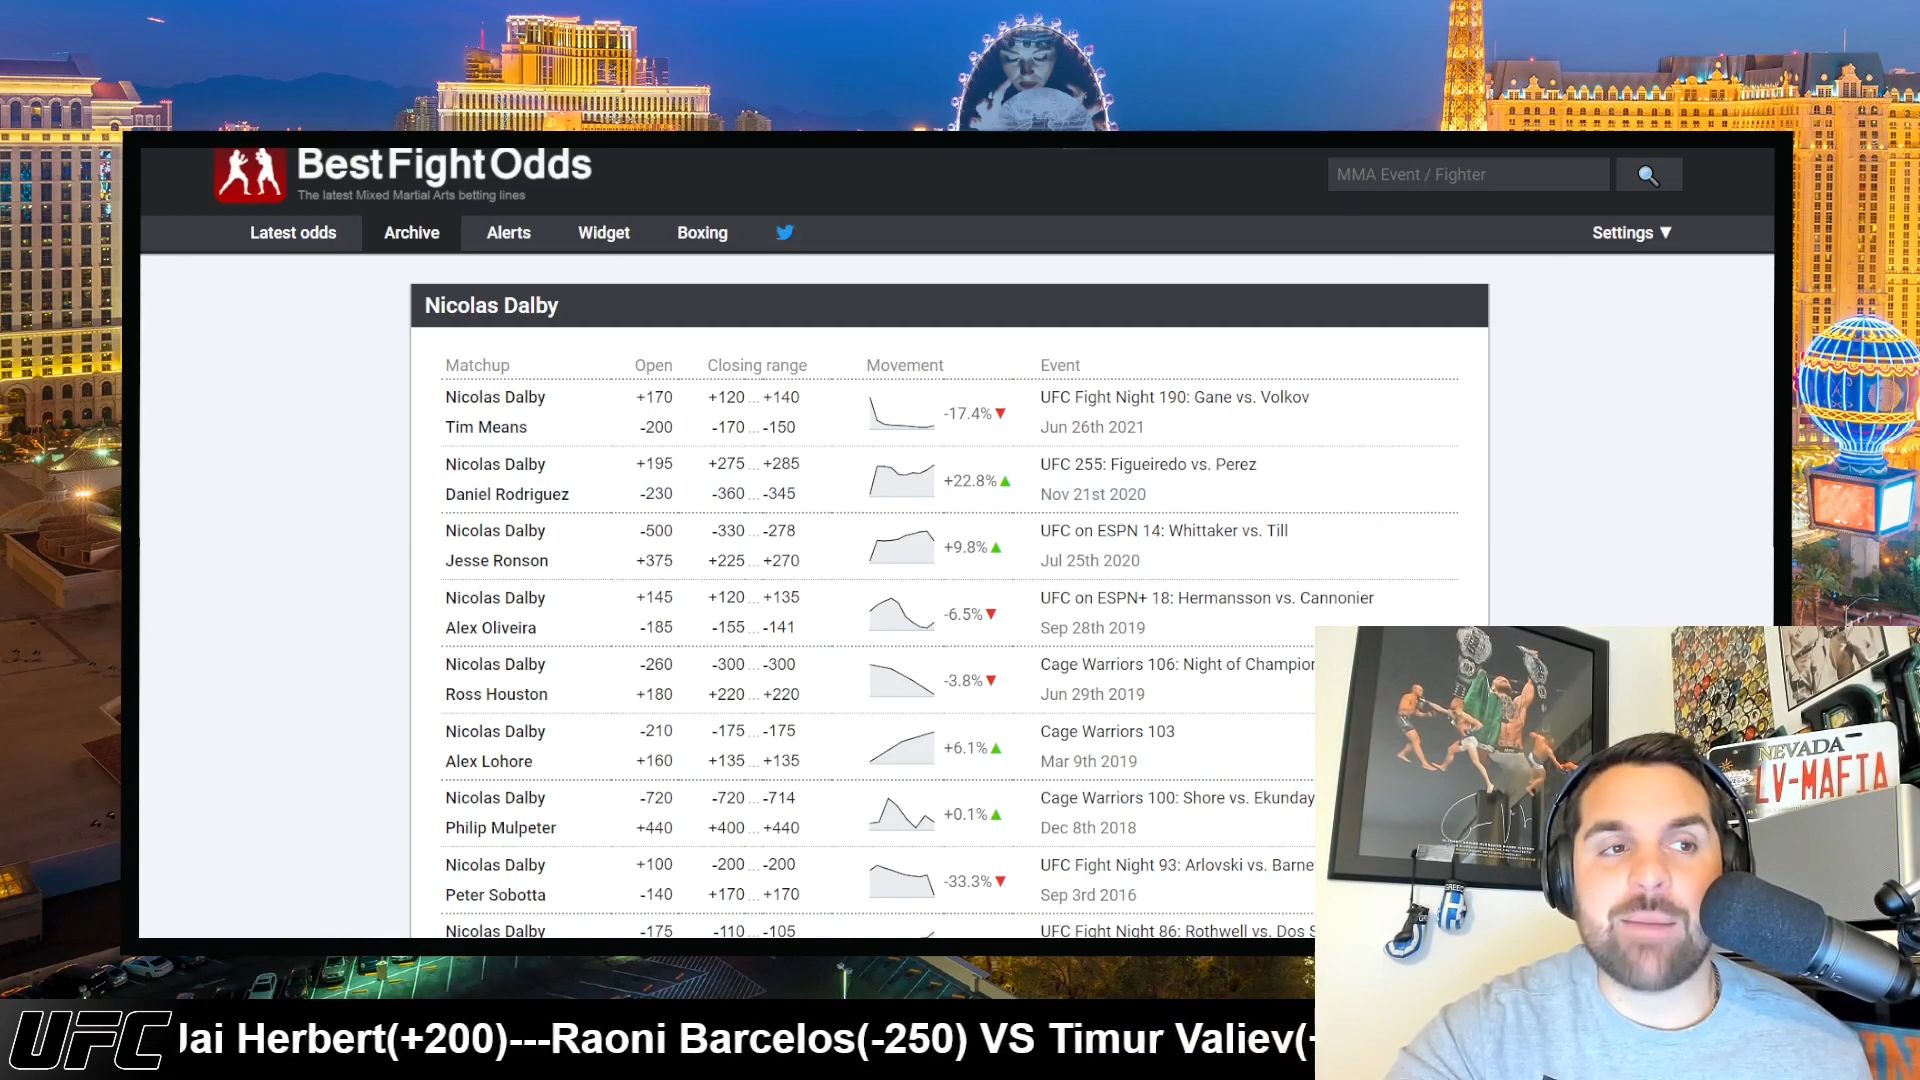 BestFightOdds
The latest Mixed Martial Arts betting lines
MMA Event / Fighter
Latest odds Archive Alerts Widget Boxing Settings ▼
Nicolas Dalby
Matchup Open Closing range Movement Event
Nicolas Dalby +170 +120 ... +140 UFC Fight Night 190: Gane vs. Volkov
-17.4% ▼
Tim Means -200 -170 ... -150 Jun 26th 2021
Nicolas Dalby +195 +275 ... +285 UFC 255: Figueiredo vs. Perez
+22.8% ▲
Daniel Rodriguez -230 -360 ... -345 Nov 21st 2020
Nicolas Dalby -500 -330 ... -278 UFC on ESPN 14: Whittaker vs. Till
+9.8% ▲
Jesse Ronson +375 +225 ... +270 Jul 25th 2020
Nicolas Dalby +145 +120 ... +135 UFC on ESPN+ 18: Hermansson vs. Cannonier
-6.5% ▼
Alex Oliveira -185 -155 ... -141 Sep 28th 2019
Nicolas Dalby -260 -300 ... -300 Cage Warriors 106: Night of Champion
-3.8% ▼
Ross Houston +180 +220 ... +220 Jun 29th 2019
Nicolas Dalby -210 -175 ... -175 Cage Warriors 103
+6.1% ▲
Alex Lohore +160 +135 ... +135 Mar 9th 2019
Nicolas Dalby -720 -720 ... -714 Cage Warriors 100: Shore vs. Ekunday
+0.1% ▲
Philip Mulpeter +440 +400 ... +440 Dec 8th 2018
Nicolas Dalby +100 -200 ... -200 UFC Fight Night 93: Arlovski vs. Barne
-33.3% ▼
Peter Sobotta -140 +170 ... +170 Sep 3rd 2016
Nicolas Dalby -175 -110 ... -105 UFC Fight Night 86: Rothwell vs. Dos S
NEVADA
LV-MAFIA
UFC Jai Herbert(+200)---Raoni Barcelos(-250) VS Timur Valiev(+